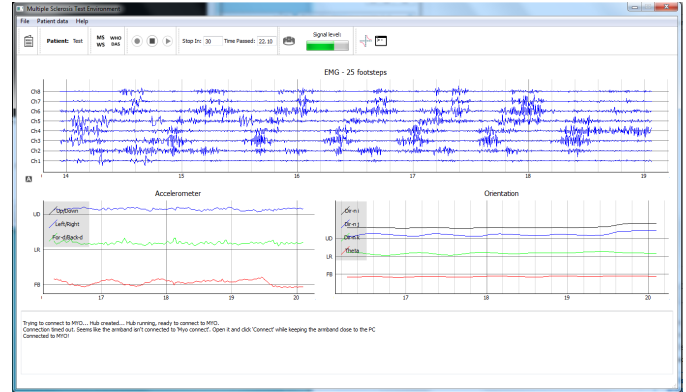 Multiple Sclerosis Test Environment
File Patient data Help
Patient: Test MS WS WHO DAS Stop In: 30 Time Passed: 22.10 Signal level:
EMG - 25 footsteps
Ch8
Ch7
Ch6
Ch5
Ch4
Ch3
Ch2
Ch1
14 15 16 17 18 19
A
Accelerometer
Up/Down
Left/Right
For-d/Back-d
UD
LR
FB
17 18 19 20
Orientation
Dir-n i
Dir-n j
Dir-n k
Theta
UD
LR
FB
17 18 19 20
Trying to connect to MYO... Hub created... Hub running, ready to connect to MYO.
Connection timed out. Seems like the armband isn't connected to 'Myo connect'. Open it and click 'Connect' while keeping the armband close to the PC
Connected to MYO!